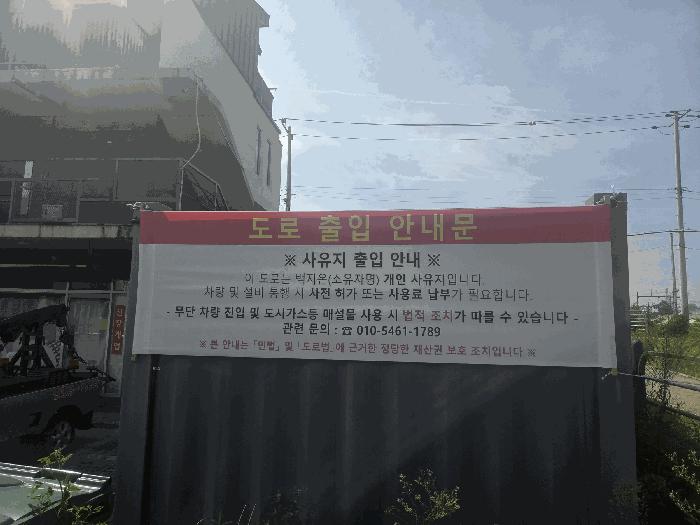 도로 출입 안내문
※ 사유지 출입 안내 ※
이 도로는 백지온(소유자명) 개인 사유지입니다.
차량 및 설비 통행 시 사전 허가 또는 사용료 납부가 필요합니다.
- 무단 차량 진입 및 도시가스등 매설물 사용 시 법적 조치가 따를 수 있습니다 -
관련 문의 : ☎ 010-5461-1789
※ 본 안내는 「민법」 및 「도로법」에 근거한 정당한 재산권 보호 조치입니다 ※